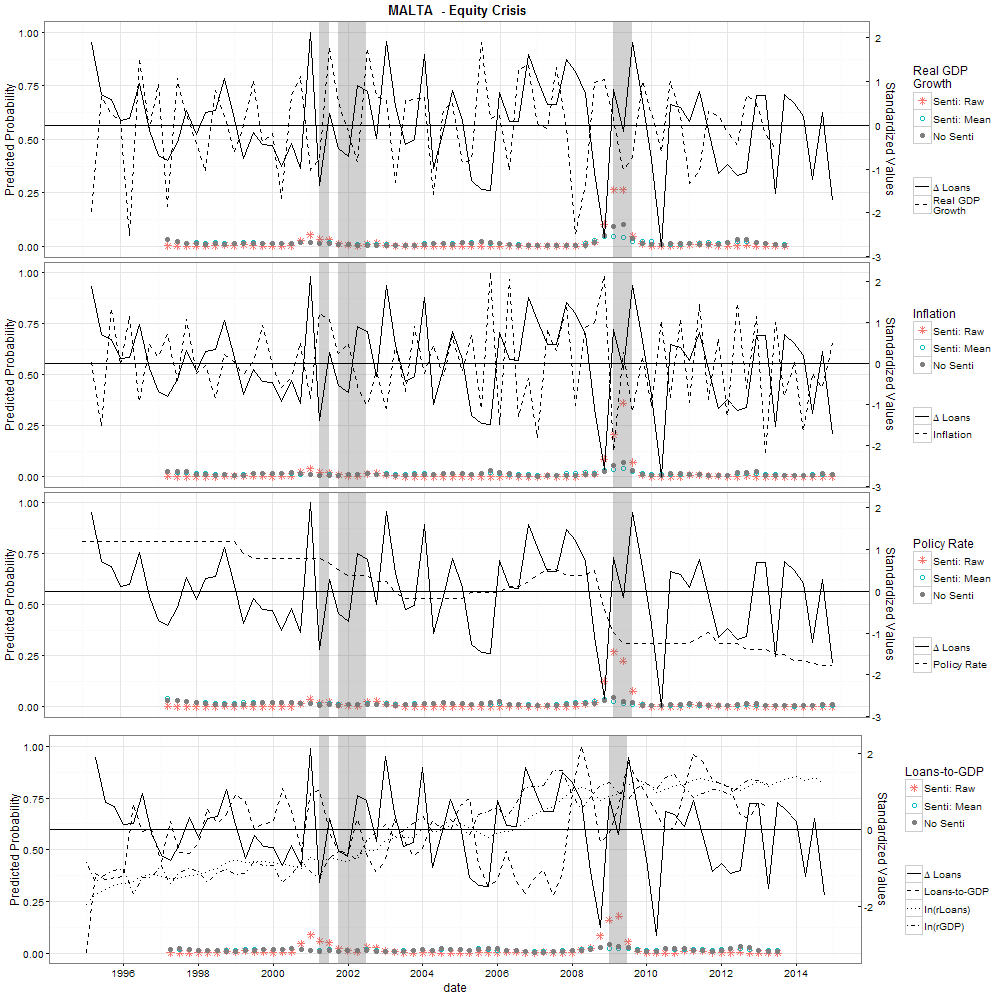 MALTA - Equity Crisis
1.00
0.75
0.50
0.25
0.00
Predicted Probability
2
1
0
-1
-2
-3
Standardized Values
Real GDP
Growth
Senti: Raw
Senti: Mean
No Senti
Δ Loans
Real GDP
Growth
1.00
0.75
0.50
0.25
0.00
Predicted Probability
2
1
0
-1
-2
-3
Standardized Values
Inflation
Senti: Raw
Senti: Mean
No Senti
Δ Loans
Inflation
1.00
0.75
0.50
0.25
0.00
Predicted Probability
2
1
0
-1
-2
-3
Standardized Values
Policy Rate
Senti: Raw
Senti: Mean
No Senti
Δ Loans
Policy Rate
1.00
0.75
0.50
0.25
0.00
Predicted Probability
2
0
-2
Standardized Values
Loans-to-GDP
Senti: Raw
Senti: Mean
No Senti
Δ Loans
Loans-to-GDP
ln(rLoans)
ln(rGDP)
1996 1998 2000 2002 2004 2006 2008 2010 2012 2014
date